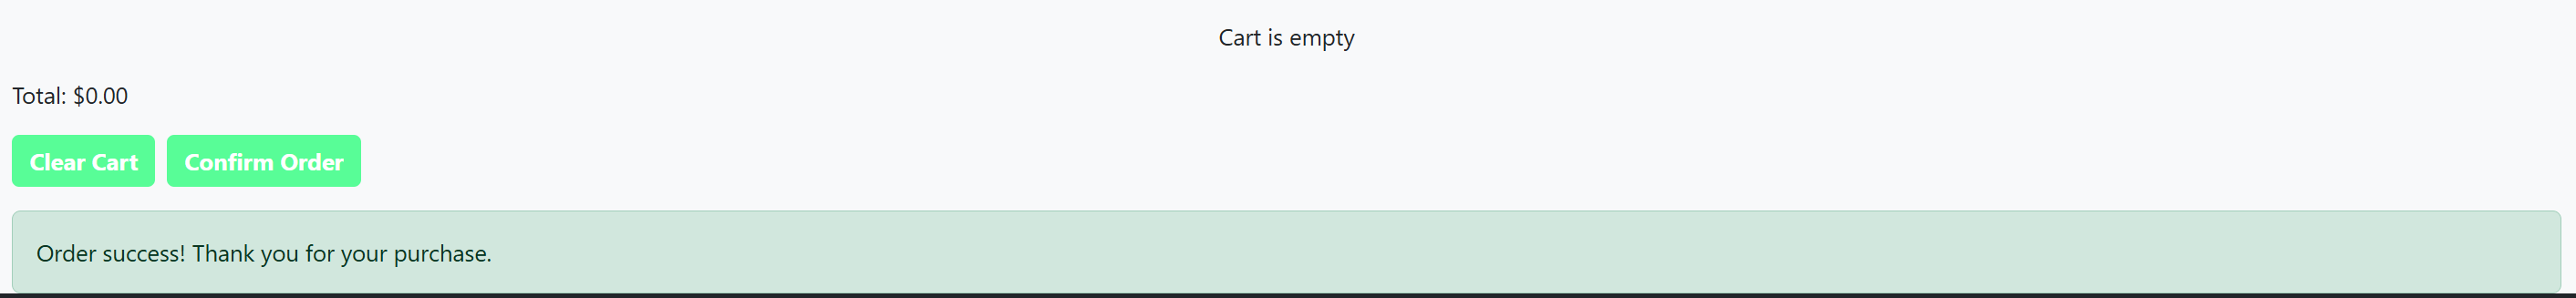 Cart is empty
Total: $0.00
Clear Cart Confirm Order
Order success! Thank you for your purchase.